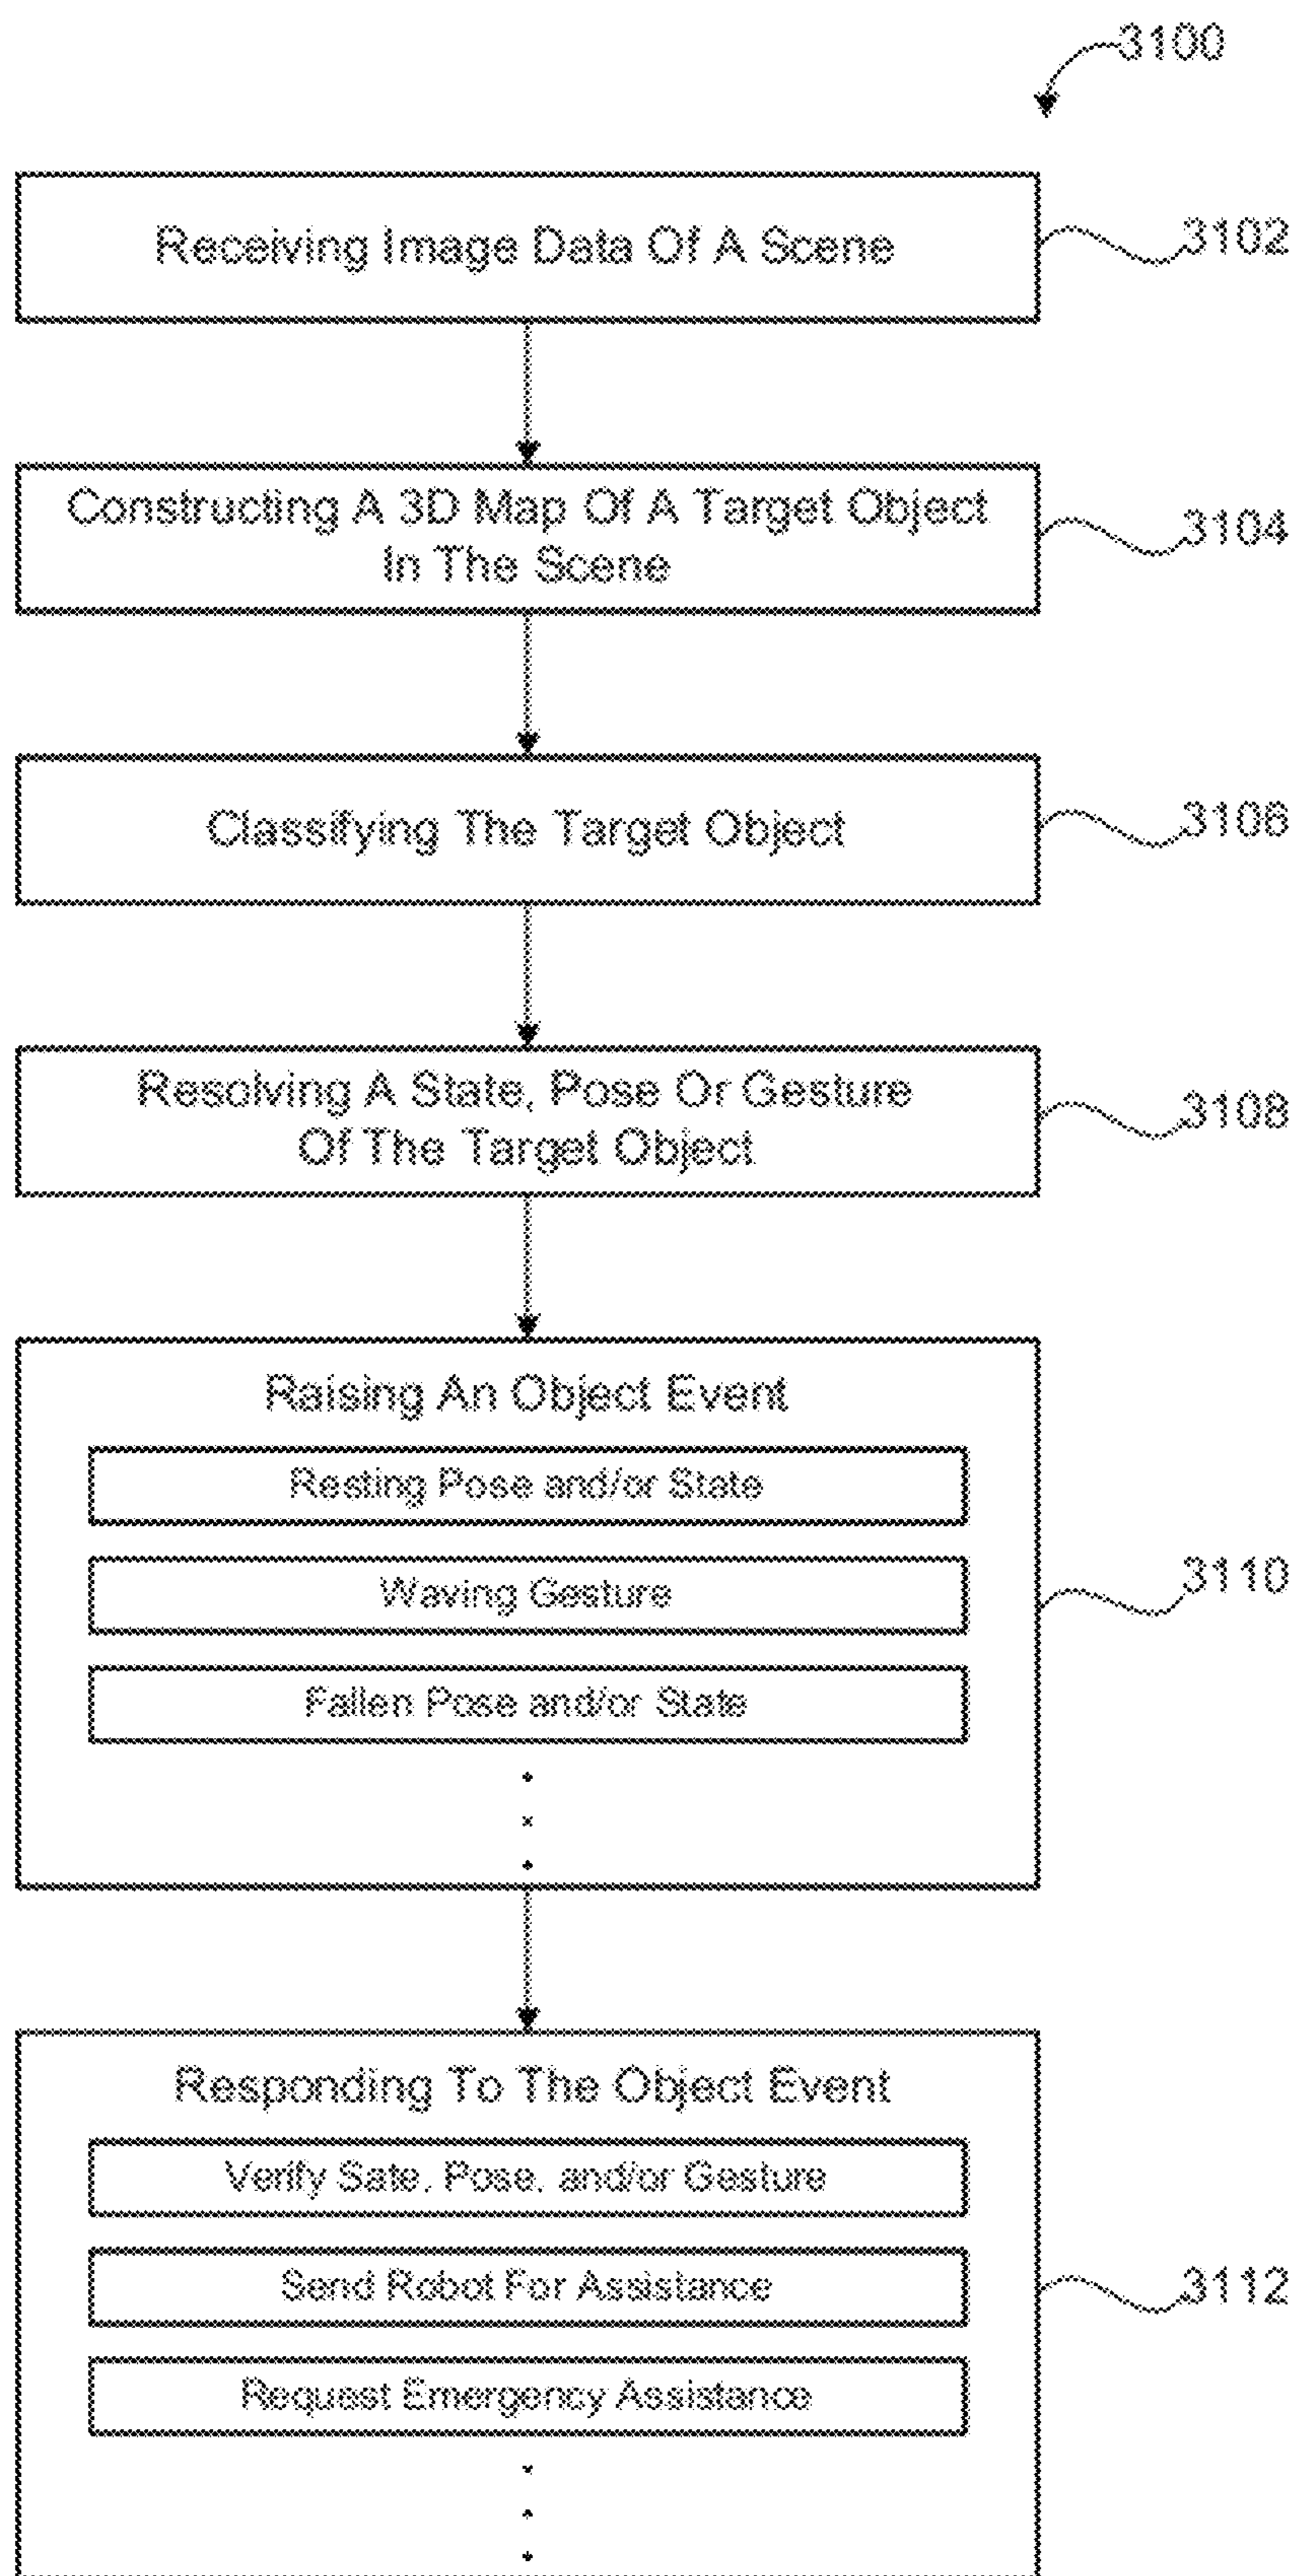 3100
Receiving Image Data Of A Scene
3102
Constructing A 3D Map Of A Target Object
In The Scene
3104
Classifying The Target Object
3106
Resolving A State, Pose Or Gesture
Of The Target Object
3108
Raising An Object Event
Resting Pose and/or State
Waving Gesture
3110
Fallen Pose and/or State
Responding To The Object Event
Verify Sate, Pose, and/or Gesture
Send Robot For Assistance
3112
Request Emergency Assistance